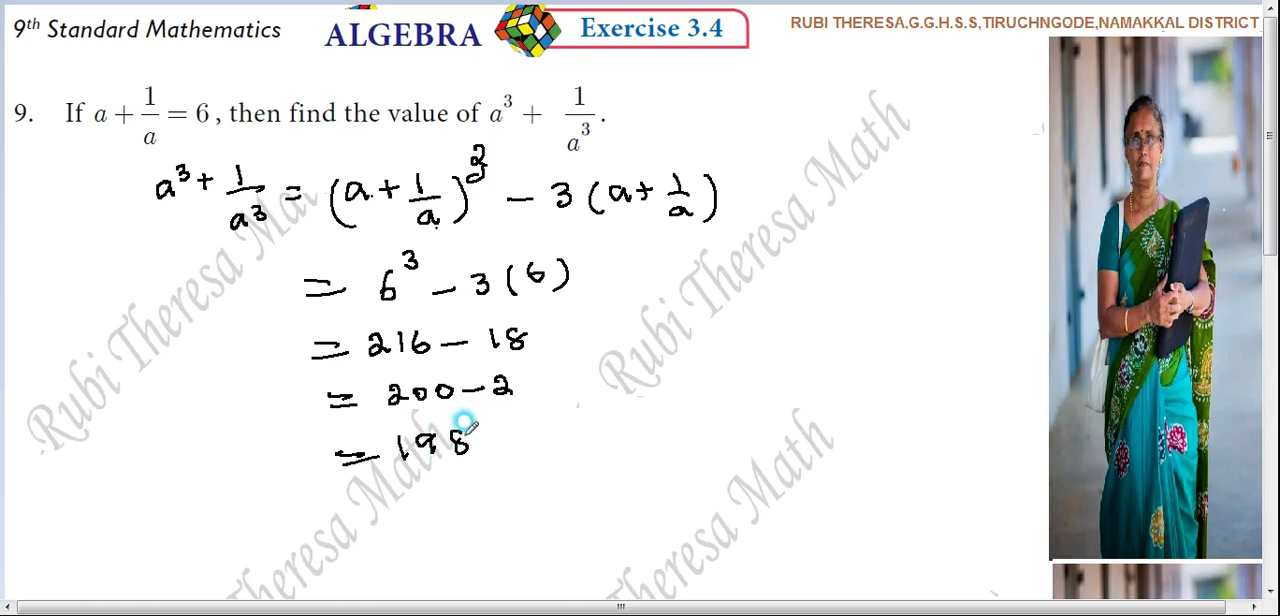 9th Standard Mathematics
ALGEBRA
Exercise 3.4
RUBI THERESA,G.G.H.S.S,TIRUCHNGODE,NAMAKKAL DISTRICT
9. If a + 1/a = 6, then find the value of a³ + 1/a³.
a³ + 1/a³ = (a + 1/a)³ − 3 (a + 1/a)
= 6³ − 3 (6)
= 216 − 18
= 200 − 2
= 198
Rubi Theresa Math
Rubi Theresa Math
Theresa Math
Theresa Math